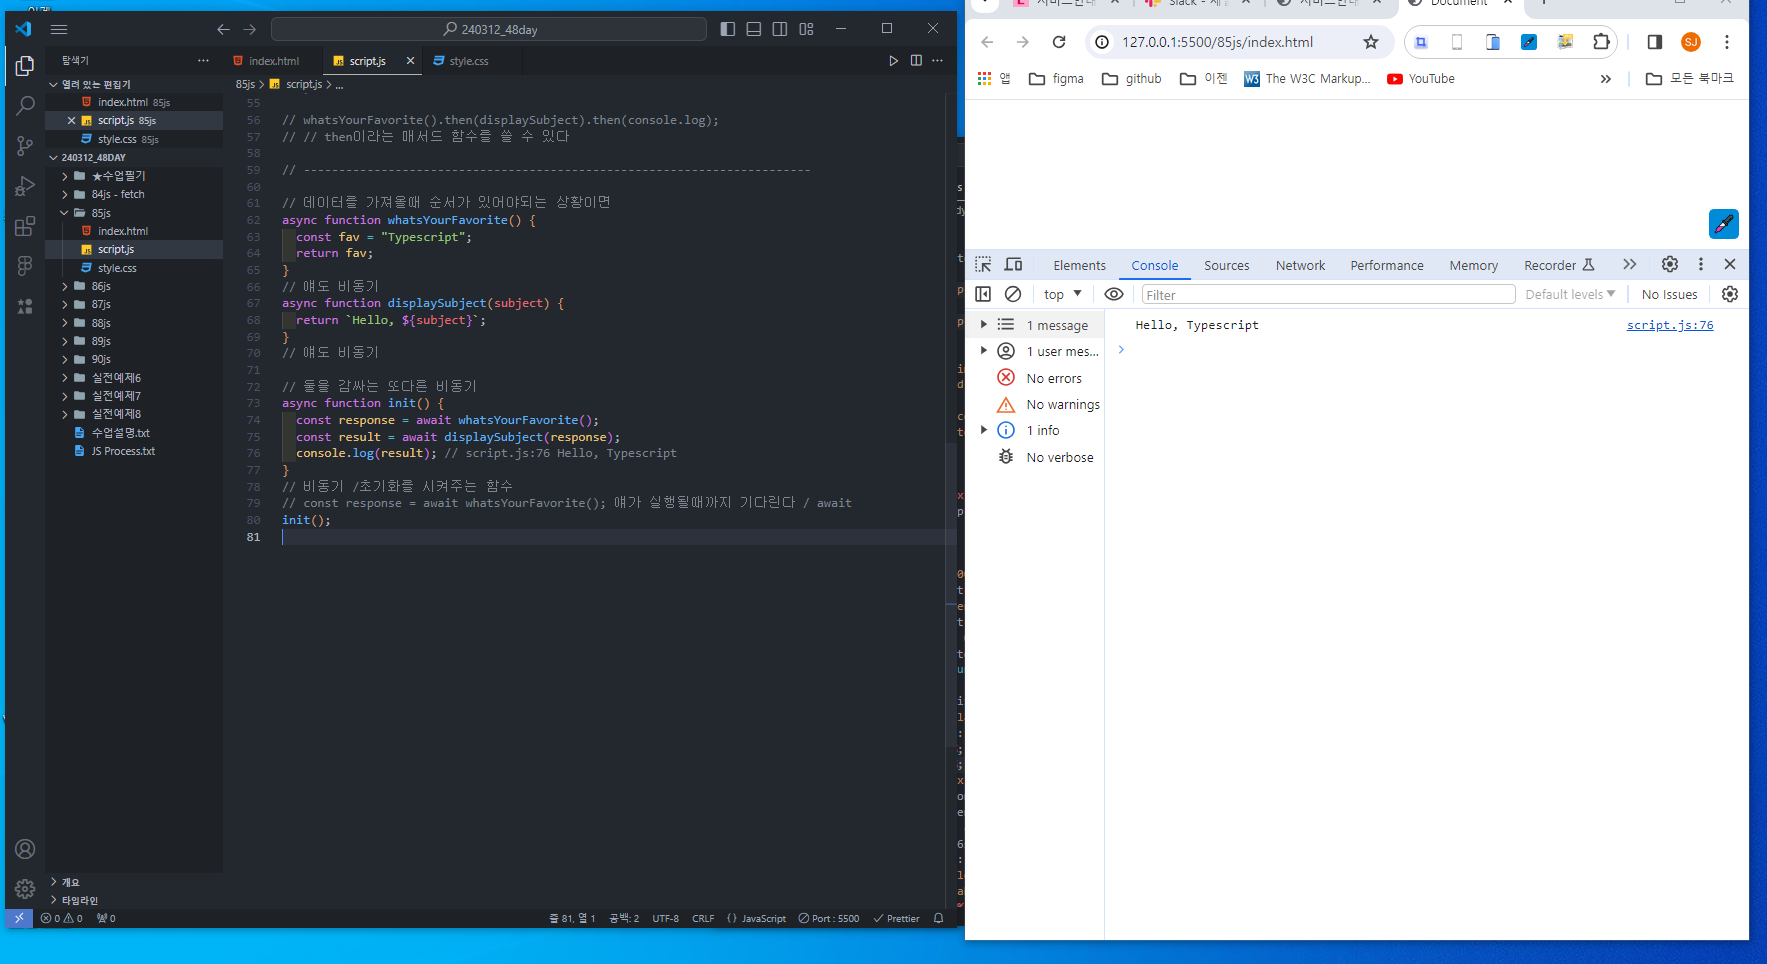 240312_48day
탐색기
index.html
script.js
style.css
85js > script.js > ...
열려 있는 편집기
index.html 85js
script.js 85js
style.css 85js
240312_48DAY
★수업필기
84js - fetch
85js
index.html
script.js
style.css
86js
87js
88js
89js
90js
실전예제6
실전예제7
실전예제8
수업설명.txt
JS Process.txt
개요
타임라인
55
56 // whatsYourFavorite().then(displaySubject).then(console.log);
57 // // then이라는 매서드 함수를 쓸 수 있다
58
59 // ------------------------------------------------------------------------
60
61 // 데이터를 가져올때 순서가 있어야되는 상황이면
62 async function whatsYourFavorite() {
63 const fav = "Typescript";
64 return fav;
65 }
66 // 얘도 비동기
67 async function displaySubject(subject) {
68 return `Hello, ${subject}`;
69 }
70 // 얘도 비동기
71
72 // 둘을 감싸는 또다른 비동기
73 async function init() {
74 const response = await whatsYourFavorite();
75 const result = await displaySubject(response);
76 console.log(result); // script.js:76 Hello, Typescript
77 }
78 // 비동기 /초기화를 시켜주는 함수
79 // const response = await whatsYourFavorite(); 얘가 실행될때까지 기다린다 / await
80 init();
81
0 0 0
줄 81, 열 1
공백: 2
UTF-8
CRLF
{ } JavaScript
Port : 5500
Prettier
Document
127.0.0.1:5500/85js/index.html
SJ
앱
figma
github
이젠
The W3C Markup...
YouTube
모든 북마크
Elements
Console
Sources
Network
Performance
Memory
Recorder
top
Filter
Default levels
No Issues
1 message
1 user mes...
No errors
No warnings
1 info
No verbose
Hello, Typescript
script.js:76